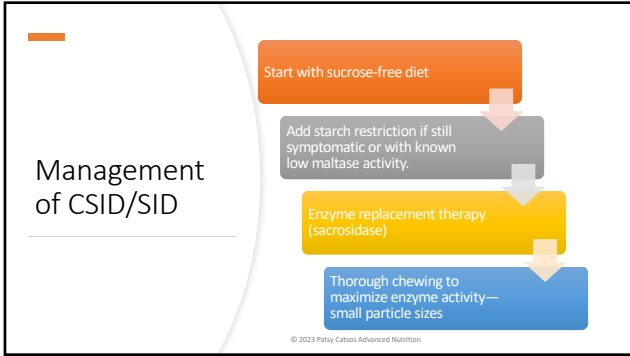 Management
of CSID/SID
Start with sucrose-free diet
Add starch restriction if still
symptomatic or with known
low maltase activity.
Enzyme replacement therapy
(sacrosidase)
Thorough chewing to
maximize enzyme activity—
small particle sizes
© 2023 Patsy Catsos Advanced Nutrition